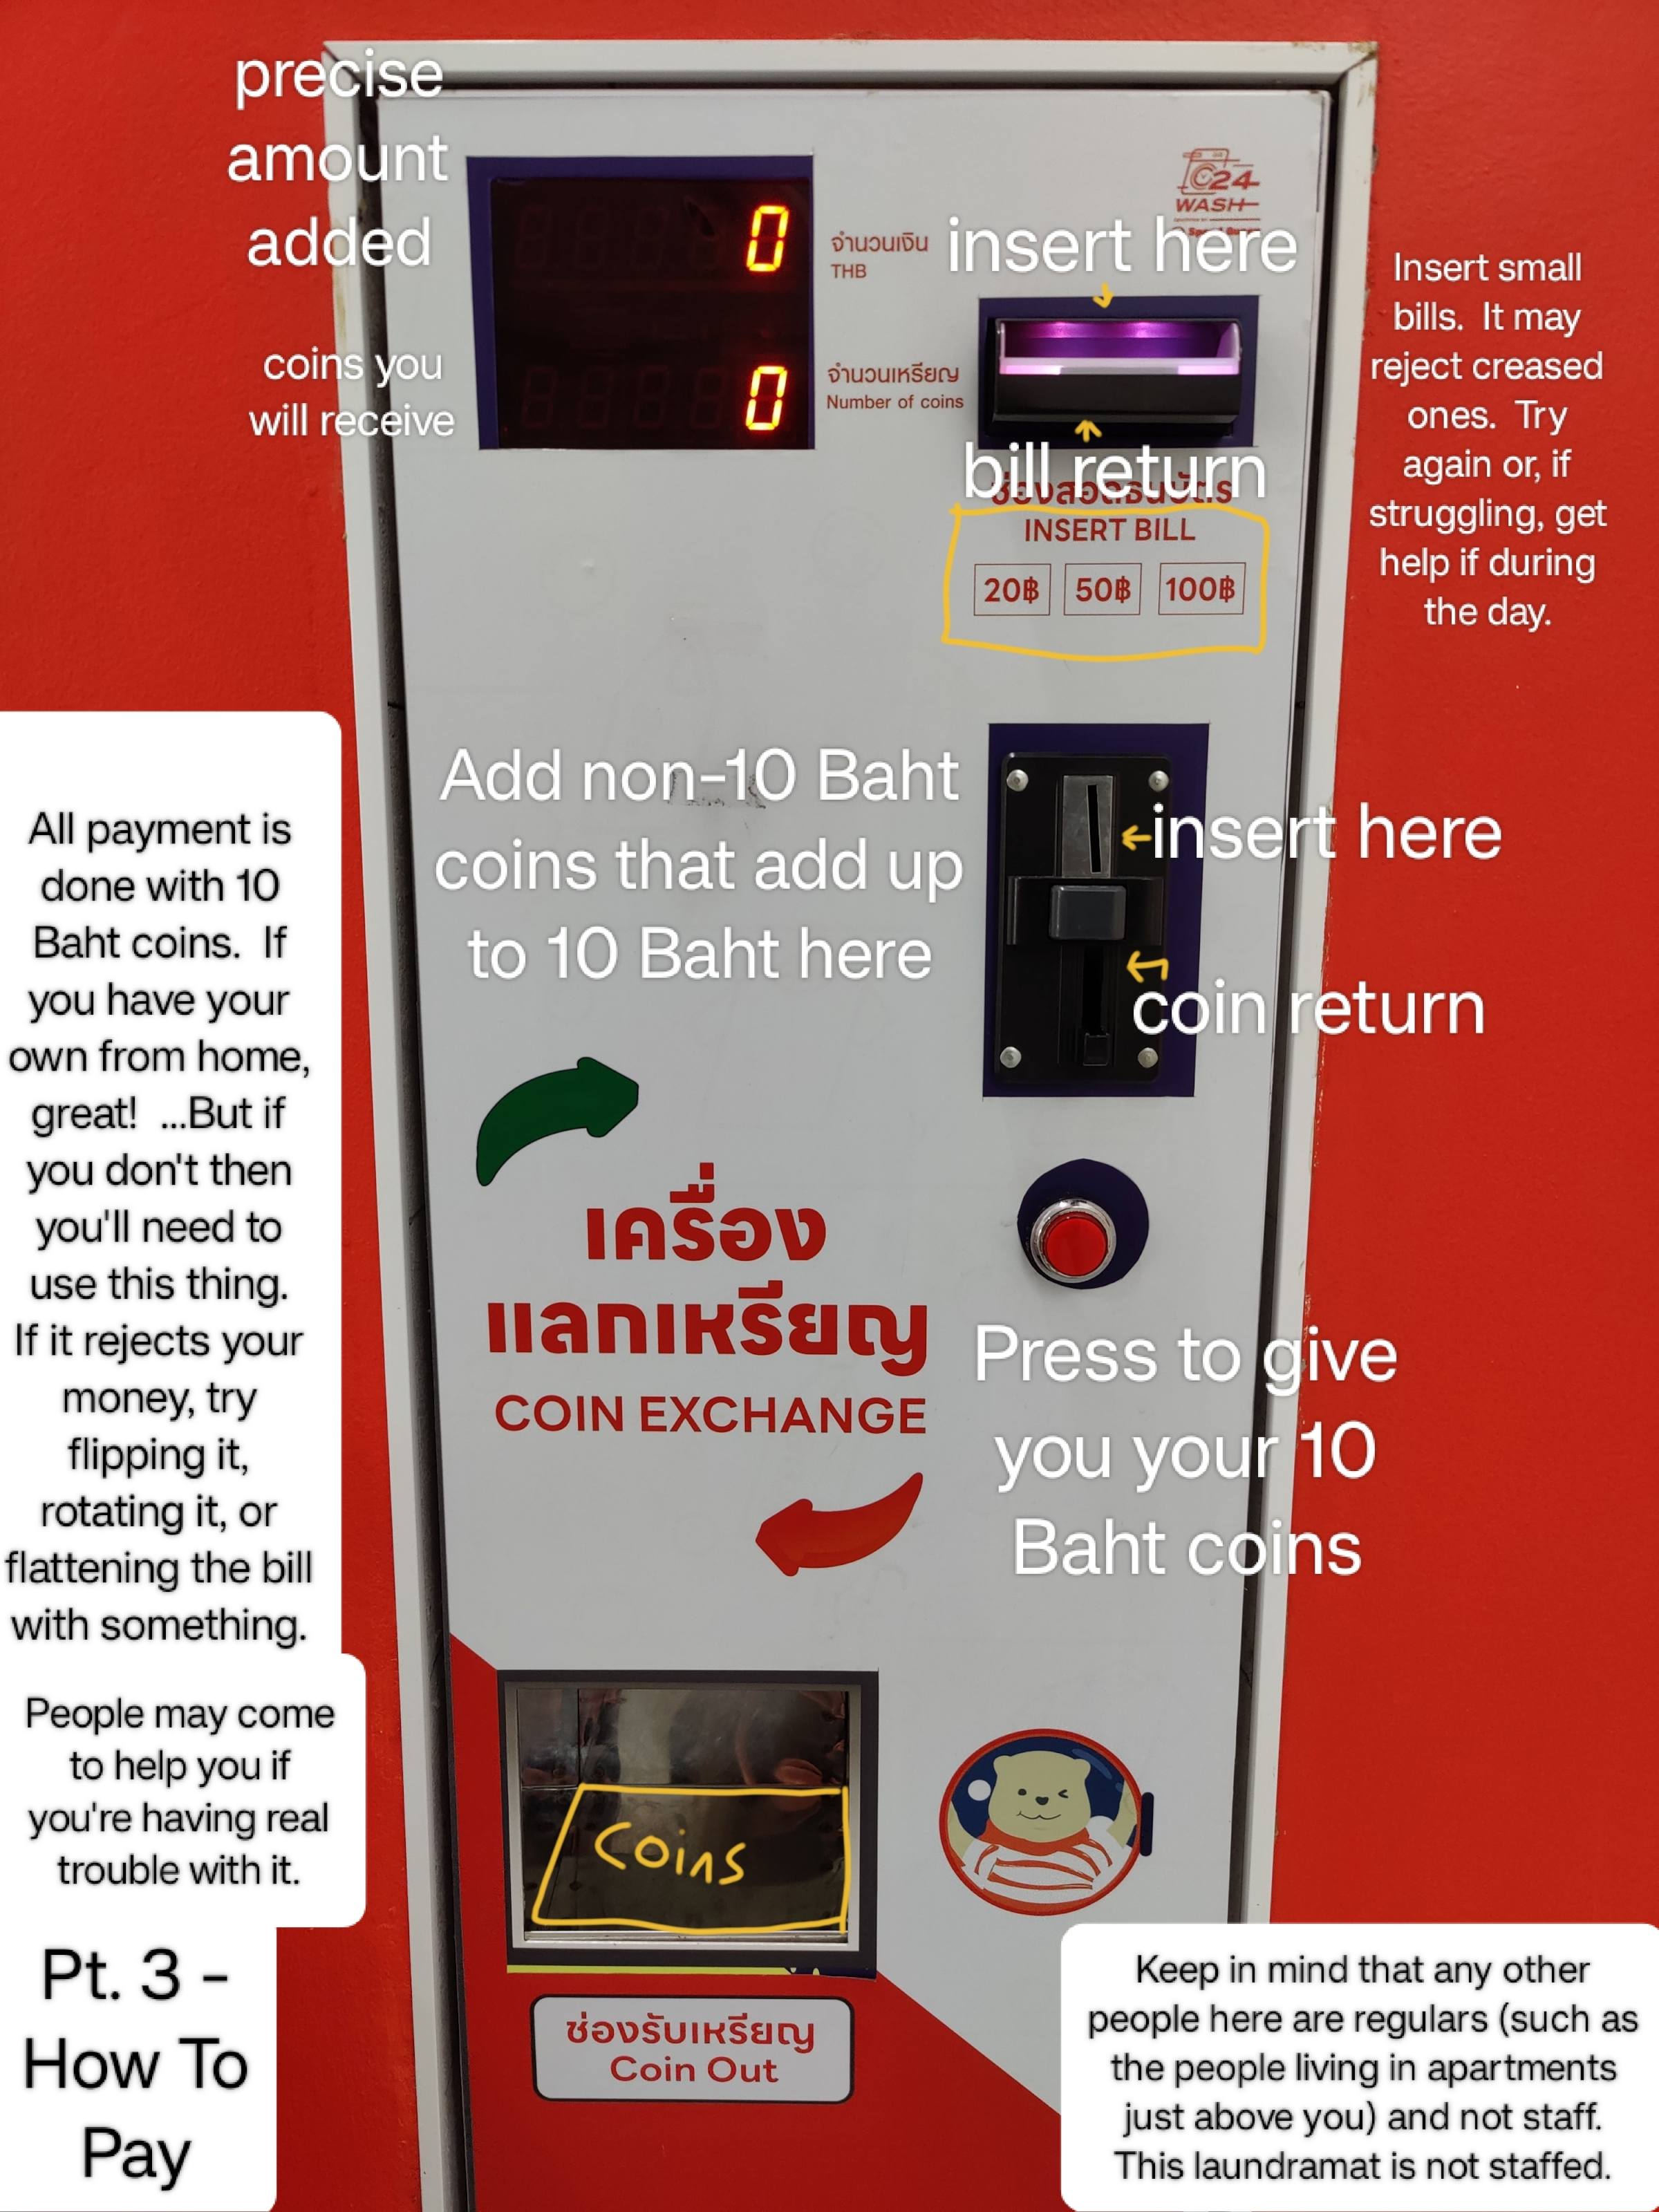 precise
amount
added
coins you
will receive
0
จำนวนเงิน
THB
0
จำนวนเหรียญ
Number of coins
24
WASH
insert here
bill return
INSERT BILL
20฿ 50฿ 100฿
Insert small
bills. It may
reject creased
ones. Try
again or, if
struggling, get
help if during
the day.
Add non-10 Baht
coins that add up
to 10 Baht here
insert here
coin return
All payment is
done with 10
Baht coins. If
you have your
own from home,
great! ...But if
you don't then
you'll need to
use this thing.
If it rejects your
money, try
flipping it,
rotating it, or
flattening the bill
with something.
เครื่อง
แลกเหรียญ
COIN EXCHANGE
Press to give
you your 10
Baht coins
People may come
to help you if
you're having real
trouble with it.
coins
Pt. 3 -
How To
Pay
ช่องรับเหรียญ
Coin Out
Keep in mind that any other
people here are regulars (such as
the people living in apartments
just above you) and not staff.
This laundramat is not staffed.